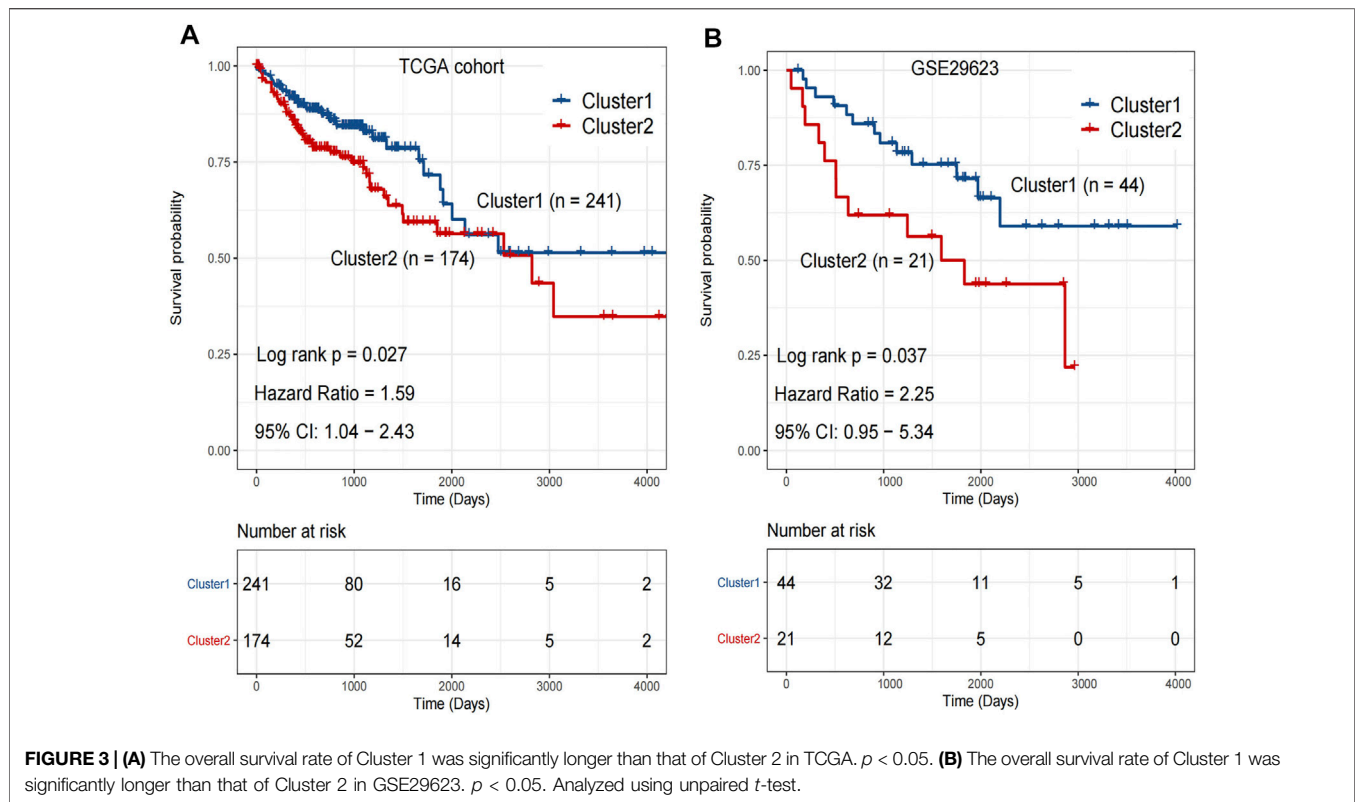 A
TCGA cohort
Cluster1
Cluster2
Survival probability
1.00
0.75
0.50
0.25
0.00
Cluster1 (n = 241)
Cluster2 (n = 174)
Log rank p = 0.027
Hazard Ratio = 1.59
95% CI: 1.04 − 2.43
0 1000 2000 3000 4000
Time (Days)
Number at risk
Cluster1 241 80 16 5 2
Cluster2 174 52 14 5 2
0 1000 2000 3000 4000
Time (Days)
B
GSE29623
Cluster1
Cluster2
Survival probability
1.00
0.75
0.50
0.25
0.00
Cluster1 (n = 44)
Cluster2 (n = 21)
Log rank p = 0.037
Hazard Ratio = 2.25
95% CI: 0.95 − 5.34
0 1000 2000 3000 4000
Time (Days)
Number at risk
Cluster1 44 32 11 5 1
Cluster2 21 12 5 0 0
0 1000 2000 3000 4000
Time (Days)
FIGURE 3 | (A) The overall survival rate of Cluster 1 was significantly longer than that of Cluster 2 in TCGA. p < 0.05. (B) The overall survival rate of Cluster 1 was
significantly longer than that of Cluster 2 in GSE29623. p < 0.05. Analyzed using unpaired t-test.